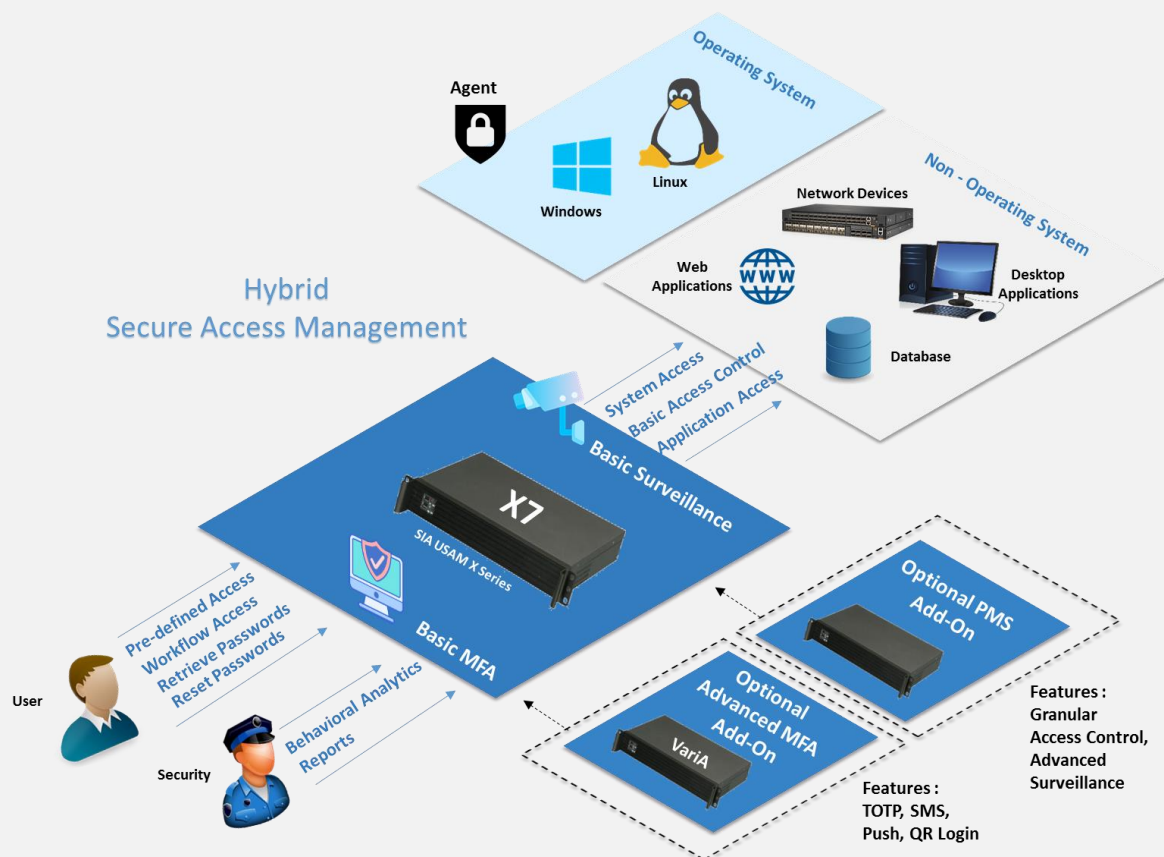 Operating System
Agent
Linux
Windows
Non - Operating System
Network Devices
Web
Applications
WWW
Desktop
Applications
Database
Hybrid
Secure Access Management
System Access
Basic Access Control
Application Access
Basic Surveillance
X7
SIA USAM X Series
Basic MFA
Pre-defined Access
Workflow Access
Retrieve Passwords
Reset Passwords
User
Behavioral Analytics
Reports
Security
Optional PMS
Add-On
Features :
Granular
Access Control,
Advanced
Surveillance
Optional
Advanced MFA
Add-On
VariA
Features :
TOTP, SMS,
Push, QR Login